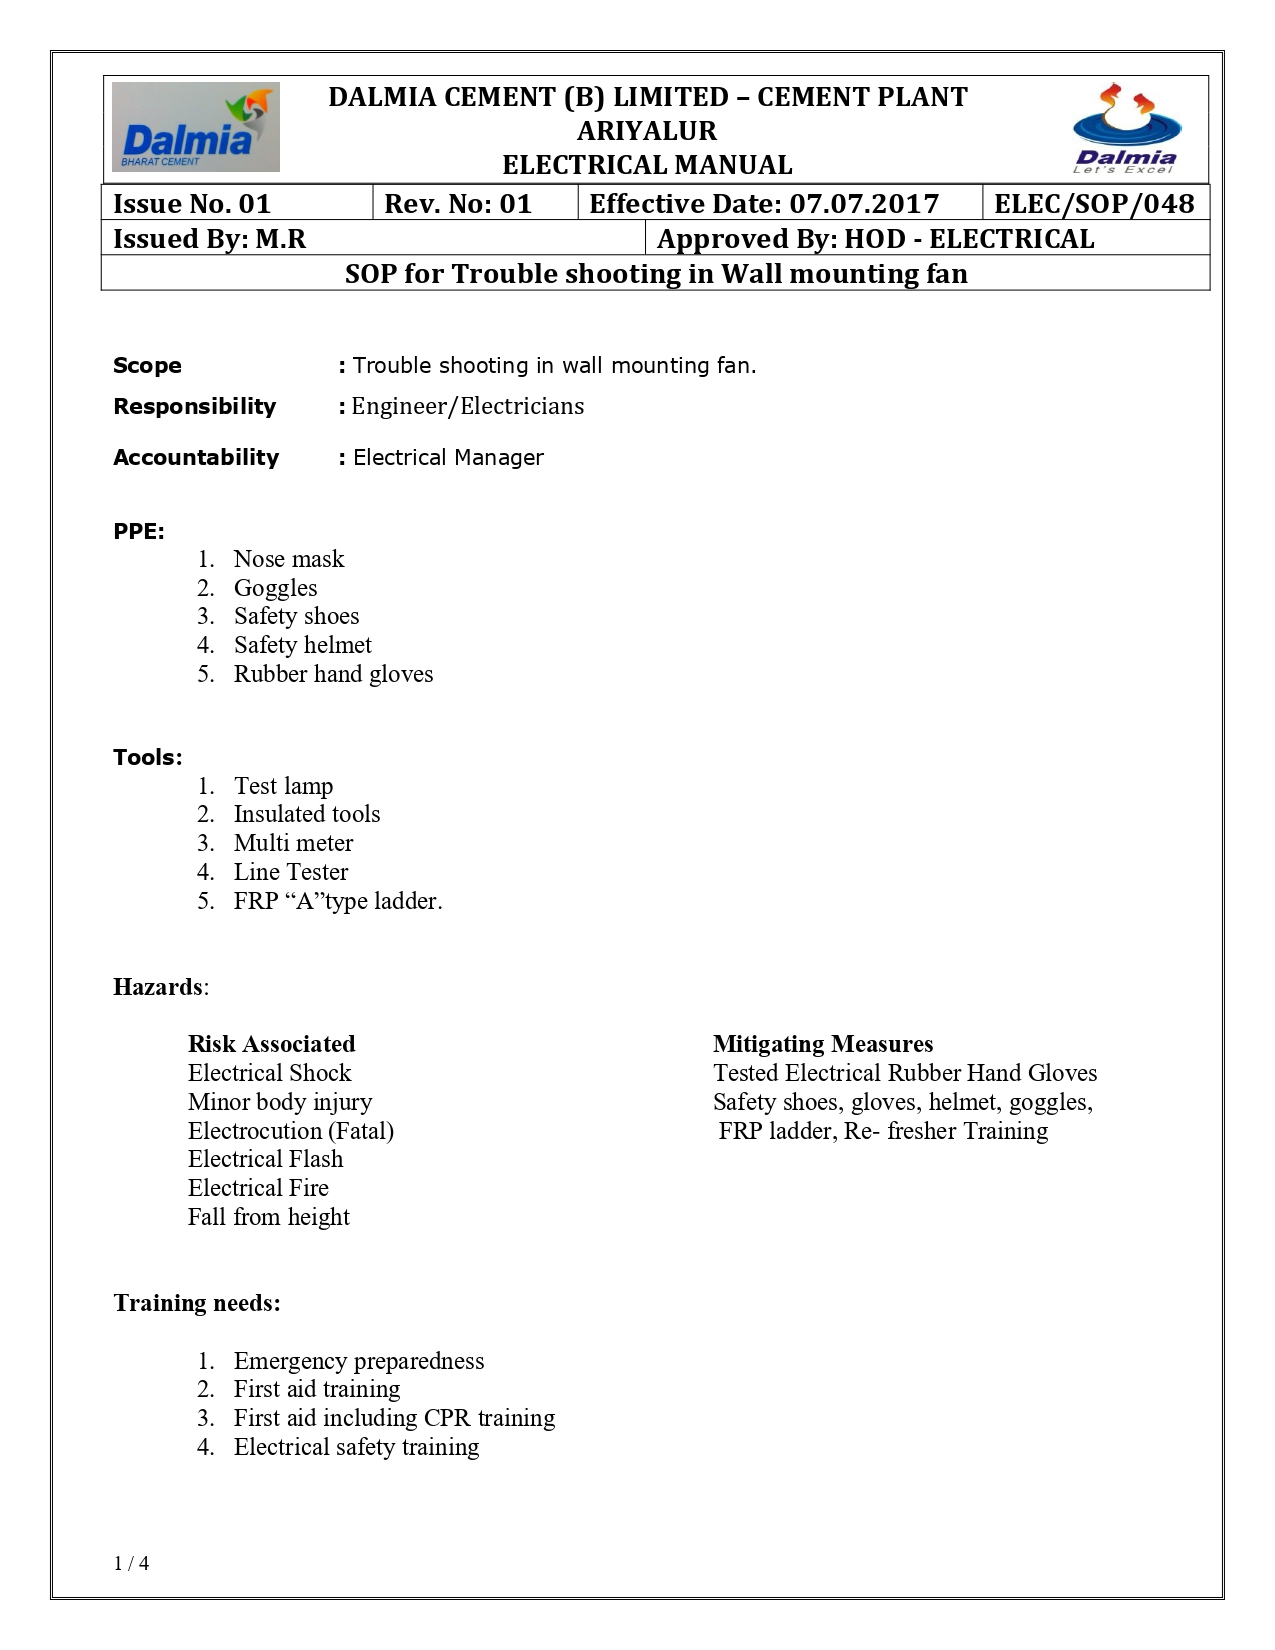 Dalmia
BHARAT CEMENT
DALMIA CEMENT (B) LIMITED – CEMENT PLANT
ARIYALUR
ELECTRICAL MANUAL
Dalmia
Let's Excel
Issue No. 01 Rev. No: 01 Effective Date: 07.07.2017 ELEC/SOP/048
Issued By: M.R Approved By: HOD - ELECTRICAL
SOP for Trouble shooting in Wall mounting fan
Scope : Trouble shooting in wall mounting fan.
Responsibility : Engineer/Electricians
Accountability : Electrical Manager
PPE:
1. Nose mask
2. Goggles
3. Safety shoes
4. Safety helmet
5. Rubber hand gloves
Tools:
1. Test lamp
2. Insulated tools
3. Multi meter
4. Line Tester
5. FRP “A”type ladder.
Hazards:
Risk Associated Mitigating Measures
Electrical Shock Tested Electrical Rubber Hand Gloves
Minor body injury Safety shoes, gloves, helmet, goggles,
Electrocution (Fatal) FRP ladder, Re- fresher Training
Electrical Flash
Electrical Fire
Fall from height
Training needs:
1. Emergency preparedness
2. First aid training
3. First aid including CPR training
4. Electrical safety training
1 / 4